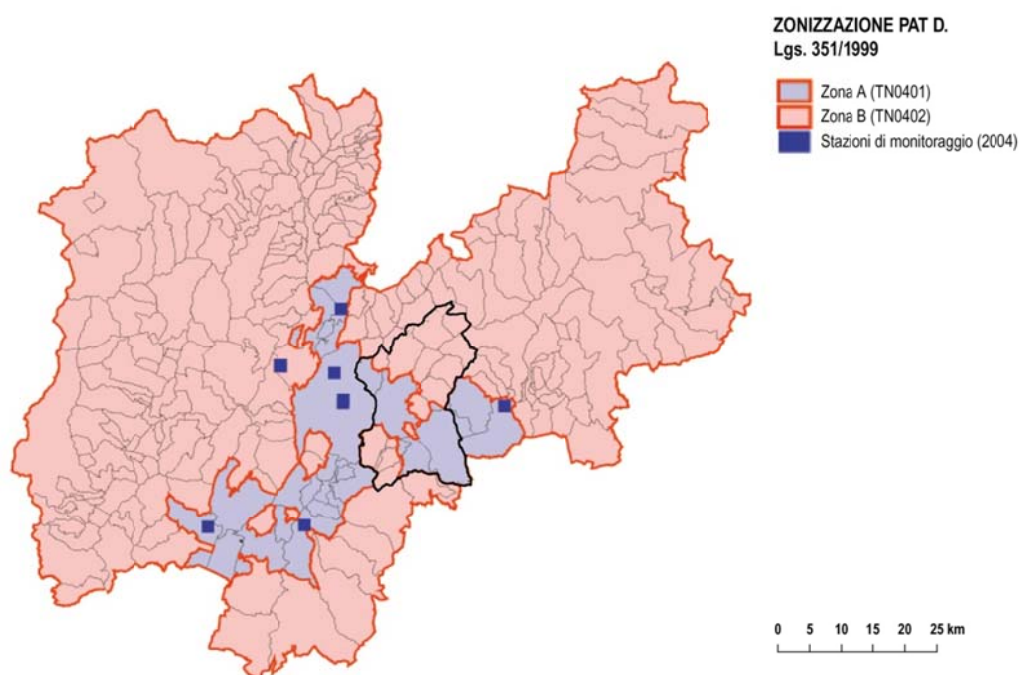 ZONIZZAZIONE PAT D.
Lgs. 351/1999
Zona A (TN0401)
Zona B (TN0402)
Stazioni di monitoraggio (2004)
0 5 10 15 20 25 km